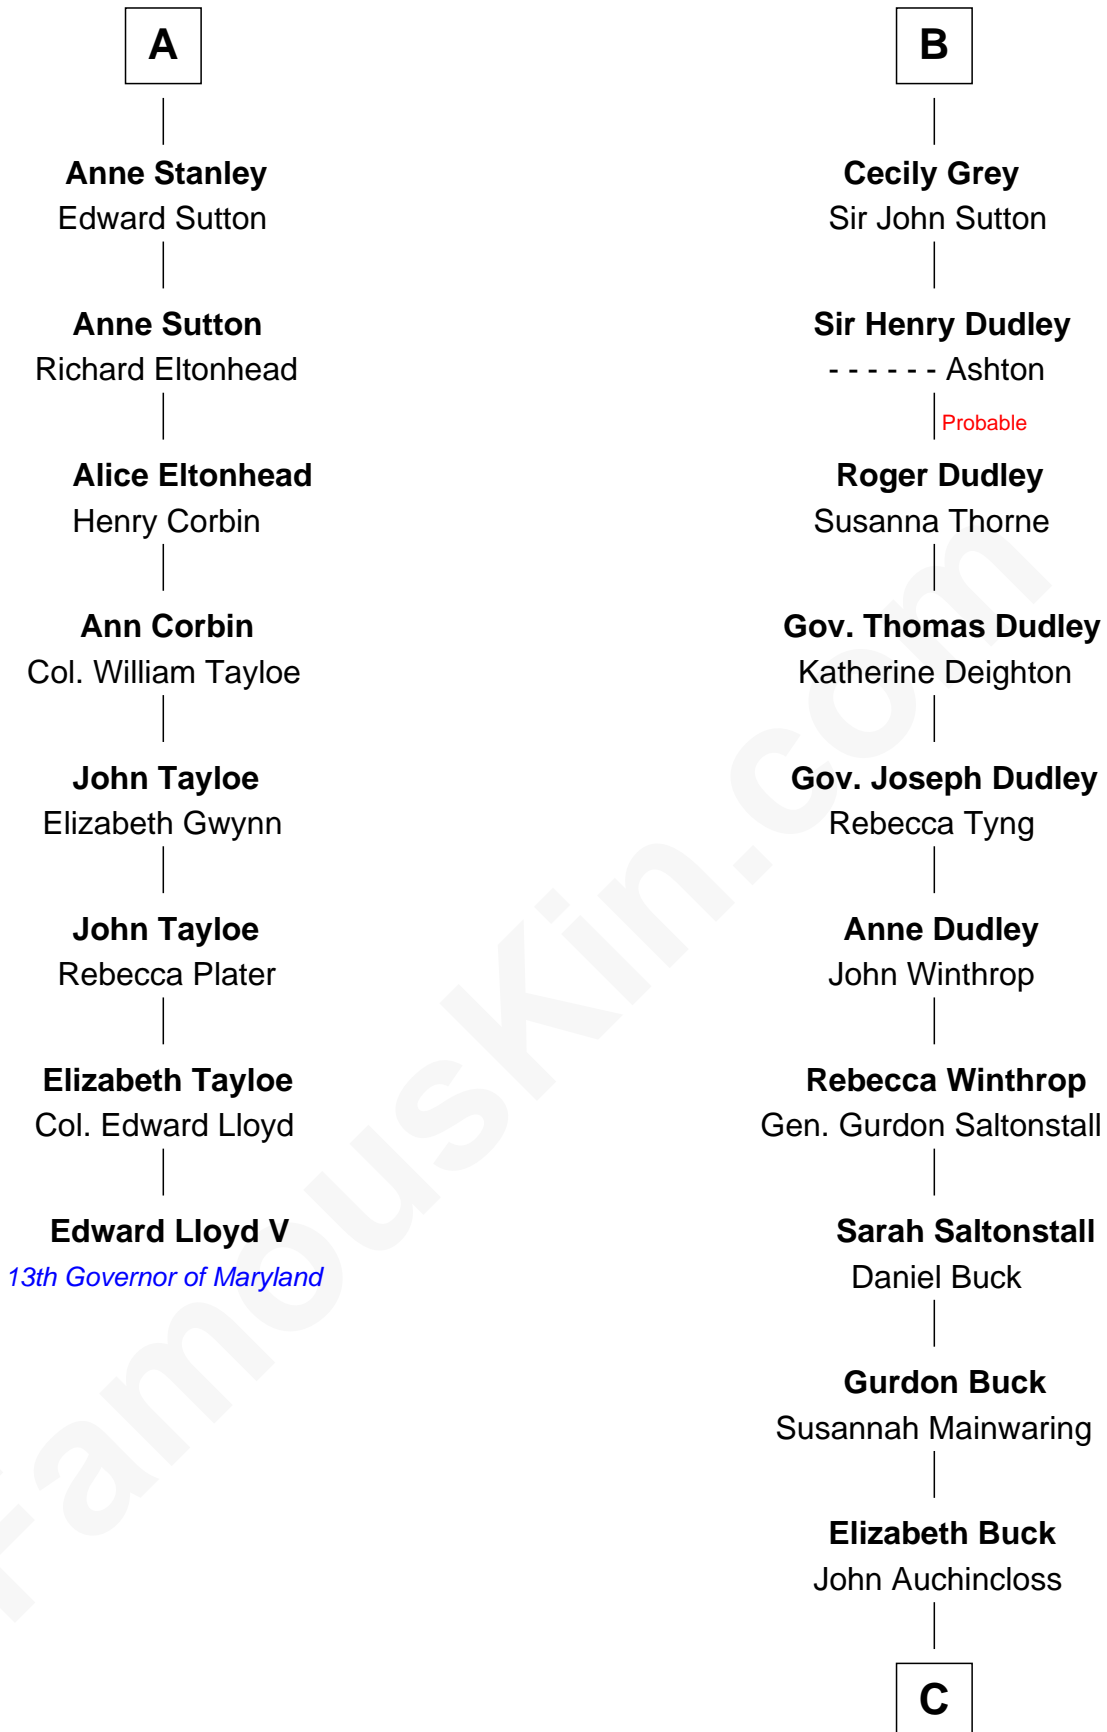 A
Anne Stanley
Edward Sutton
Anne Sutton
Richard Eltonhead
Alice Eltonhead
Henry Corbin
Ann Corbin
Col. William Tayloe
John Tayloe
Elizabeth Gwynn
John Tayloe
Rebecca Plater
Elizabeth Tayloe
Col. Edward Lloyd
Edward Lloyd V
13th Governor of Maryland
B
Cecily Grey
Sir John Sutton
Sir Henry Dudley
- - - - - - Ashton
Probable
Roger Dudley
Susanna Thorne
Gov. Thomas Dudley
Katherine Deighton
Gov. Joseph Dudley
Rebecca Tyng
Anne Dudley
John Winthrop
Rebecca Winthrop
Gen. Gurdon Saltonstall
Sarah Saltonstall
Daniel Buck
Gurdon Buck
Susannah Mainwaring
Elizabeth Buck
John Auchincloss
C
FamousKin.com